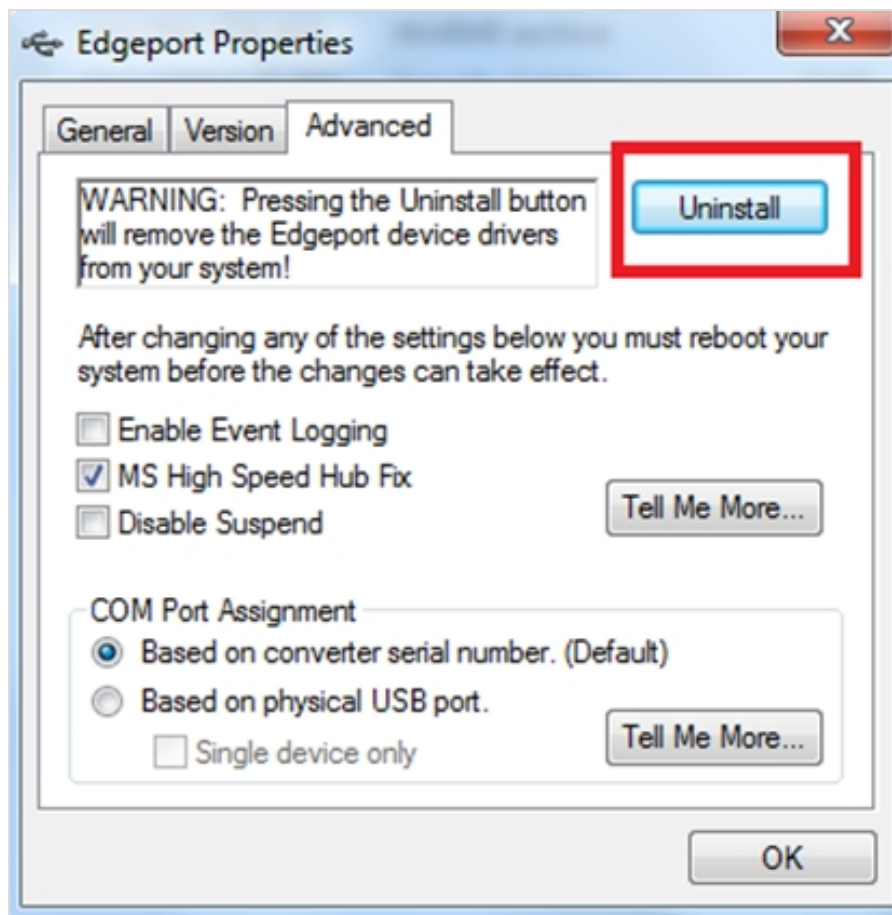 Edgeport Properties
General Version Advanced
WARNING: Pressing the Uninstall button
will remove the Edgeport device drivers
from your system!
Uninstall
After changing any of the settings below you must reboot your
system before the changes can take effect.
Enable Event Logging
MS High Speed Hub Fix
Disable Suspend
Tell Me More...
COM Port Assignment
Based on converter serial number. (Default)
Based on physical USB port.
Single device only
Tell Me More...
OK